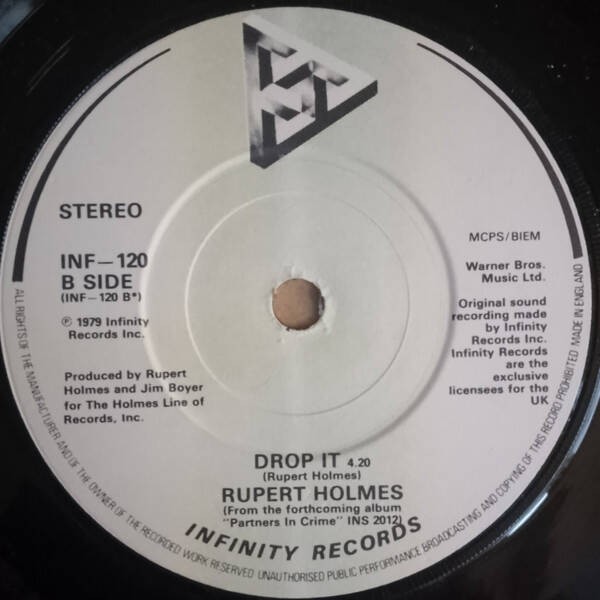 STEREO
INF-120
B SIDE
(INF-120 B*)
℗ 1979 Infinity
Records Inc.
Produced by Rupert
Holmes and Jim Boyer
for The Holmes Line of
Records, Inc.
MCPS/BIEM
Warner Bros.
Music Ltd.
Original sound
recording made
by Infinity
Records Inc.
Infinity Records
are the
exclusive
licensees for the
UK
DROP IT 4.20
(Rupert Holmes)
RUPERT HOLMES
(From the forthcoming album
"Partners In Crime" INS 2012)
INFINITY RECORDS
ALL RIGHTS OF THE MANUFACTURER AND OF THE OWNER OF THE RECORDED WORK RESERVED UNAUTHORISED PUBLIC PERFORMANCE BROADCASTING AND COPYING OF THIS RECORD PROHIBITED MADE IN ENGLAND